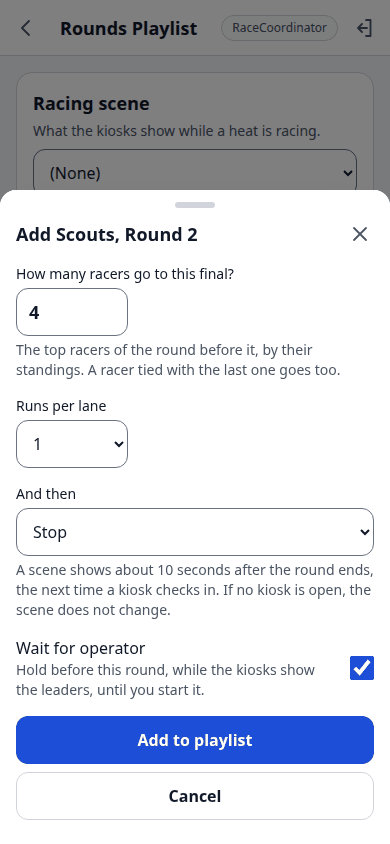 Rounds Playlist
RaceCoordinator
Racing scene
What the kiosks show while a heat is racing.
(None)
Add Scouts, Round 2
How many racers go to this final?
4
The top racers of the round before it, by their
standings. A racer tied with the last one goes too.
Runs per lane
1
And then
Stop
A scene shows about 10 seconds after the round ends,
the next time a kiosk checks in. If no kiosk is open, the
scene does not change.
Wait for operator
Hold before this round, while the kiosks show
the leaders, until you start it.
Add to playlist
Cancel